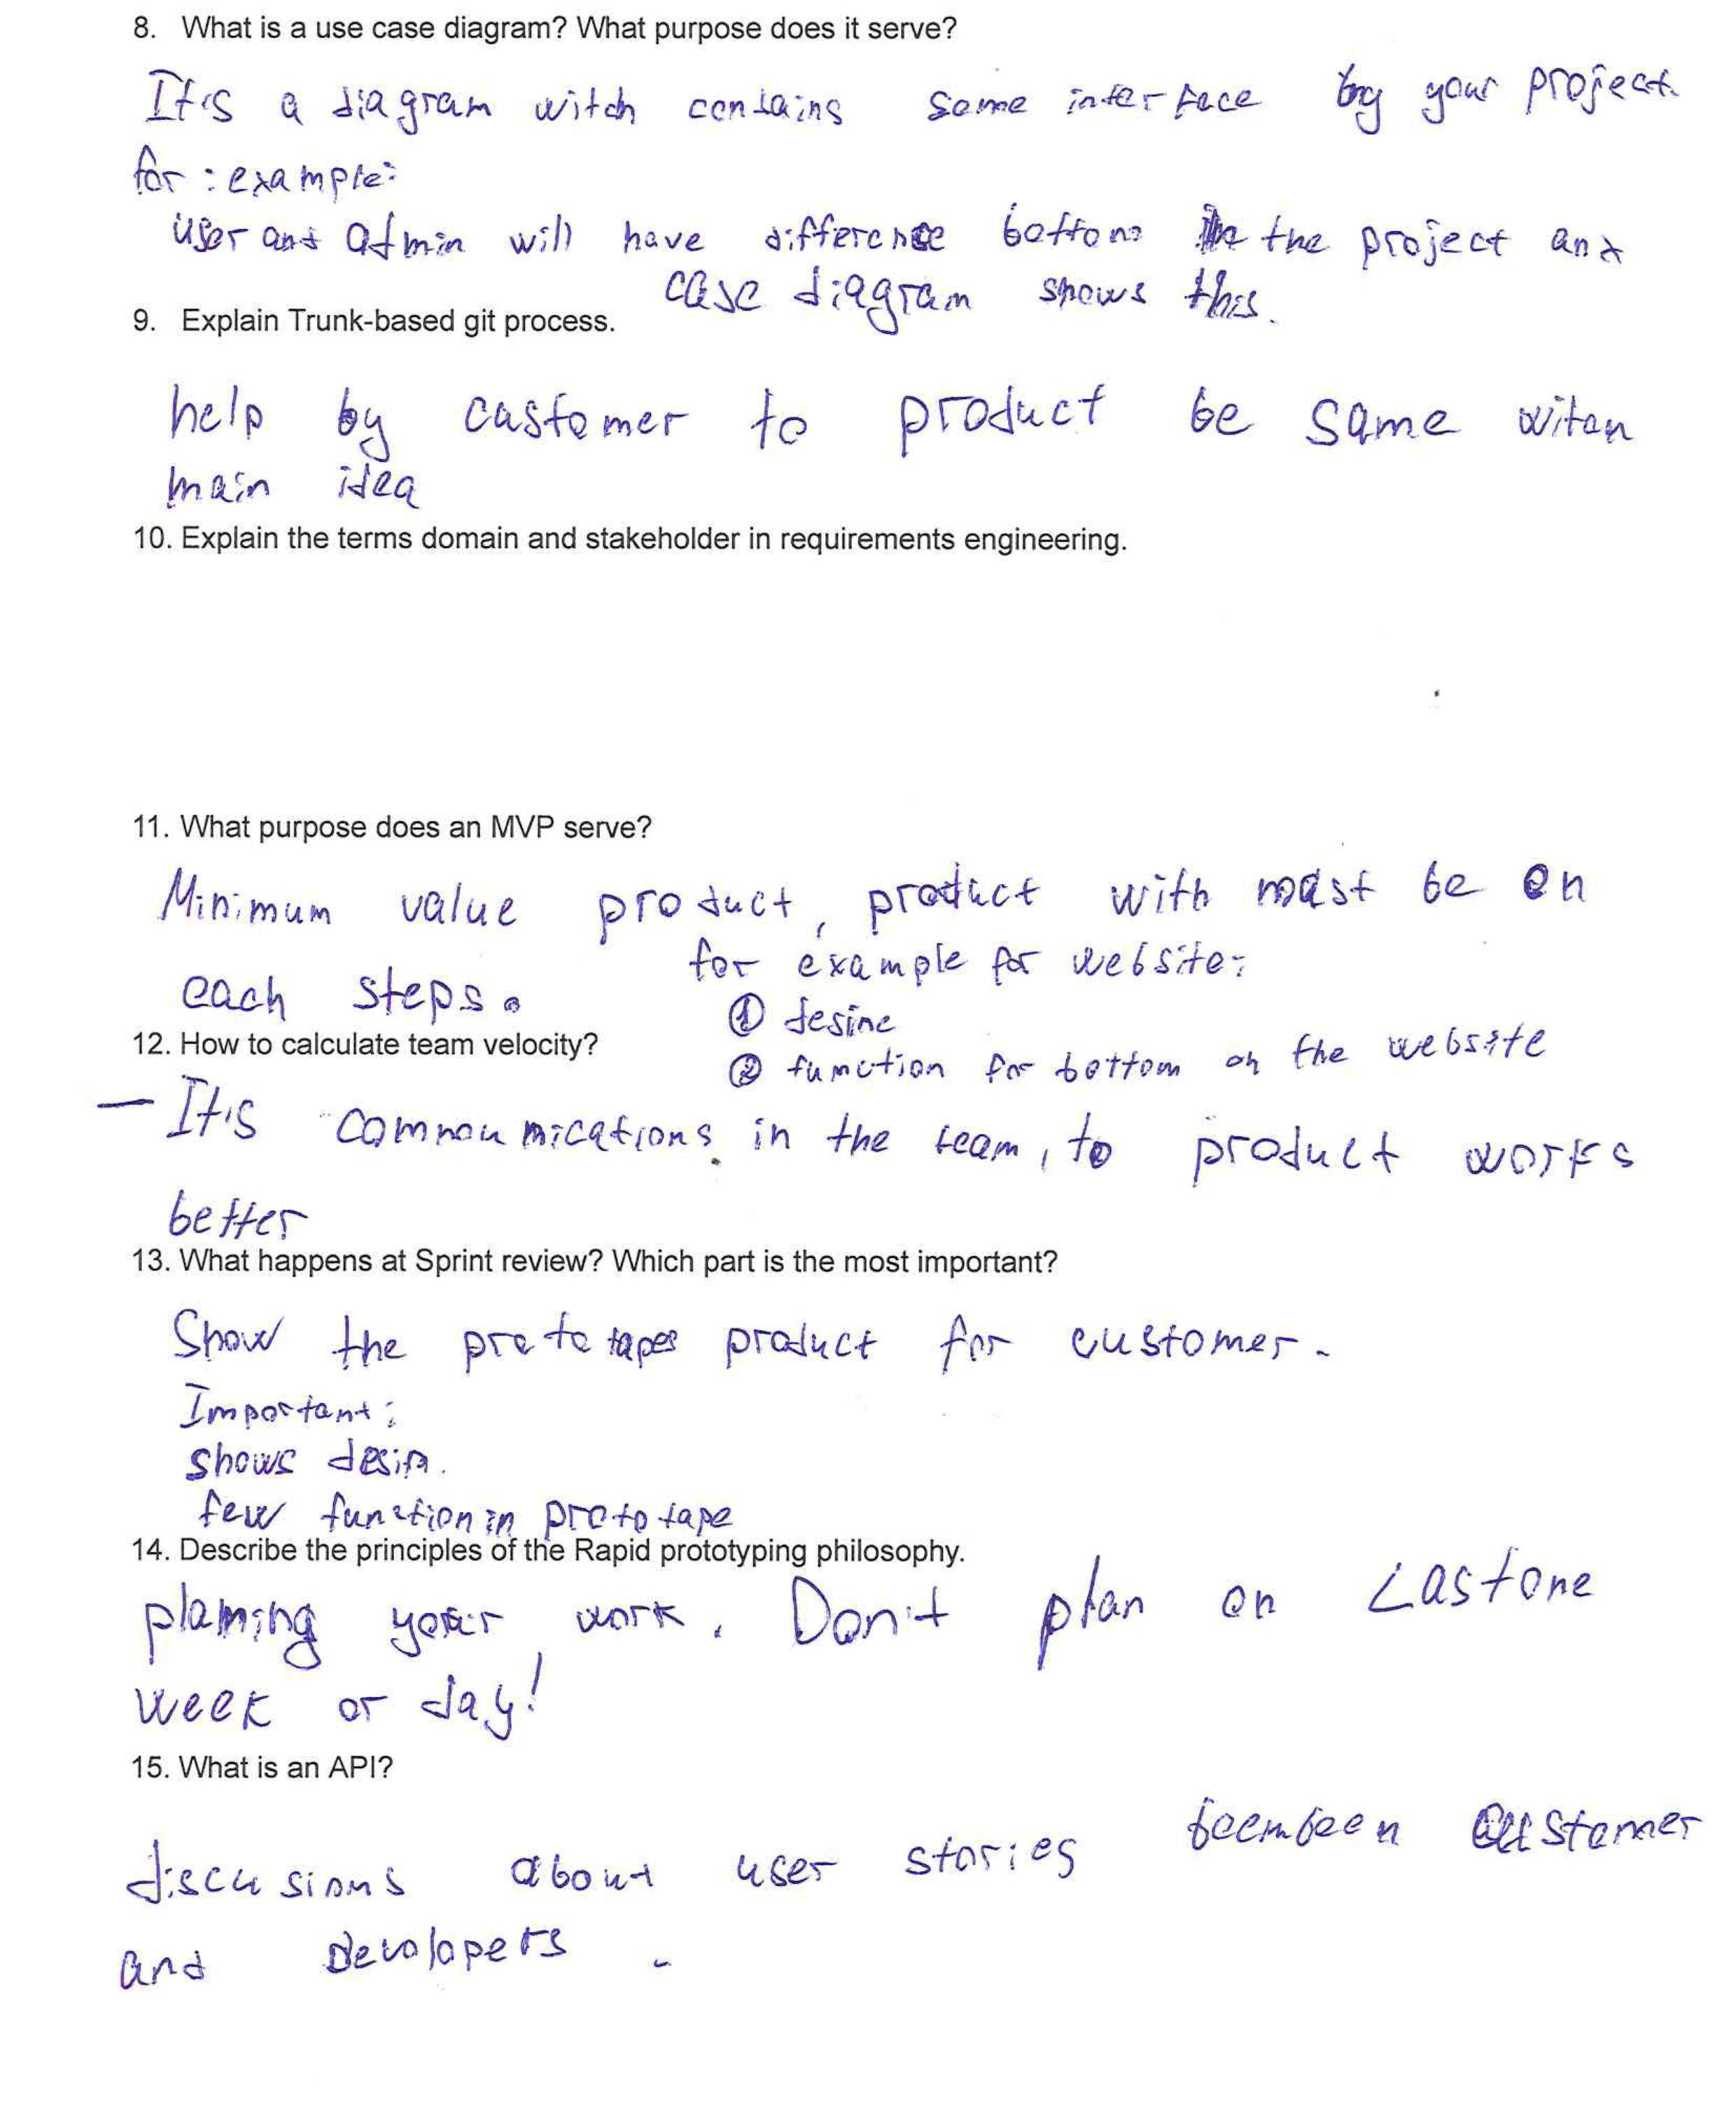 8. What is a use case diagram? What purpose does it serve?
It's a diagram witch contains some interface by your project.
for : example:
user and admin will have difference bottons in the project and
case diagram shows this.
9. Explain Trunk-based git process.
help by customer to product be same
main idea
10. Explain the terms domain and stakeholder in requirements engineering.
11. What purpose does an MVP serve?
Minimum value product, product with must be on
each steps.
for example for website:
① desine
12. How to calculate team velocity?
② function for bottom on the website
- It's commounications in the team, to product works
better
13. What happens at Sprint review? Which part is the most important?
Show the prototapes product for customer.
Important:
shows desin.
few function in prototape
14. Describe the principles of the Rapid prototyping philosophy.
planing your work. Don't plan on Lastone
week or day!
15. What is an API?
discusions about user stories customer
and developers.